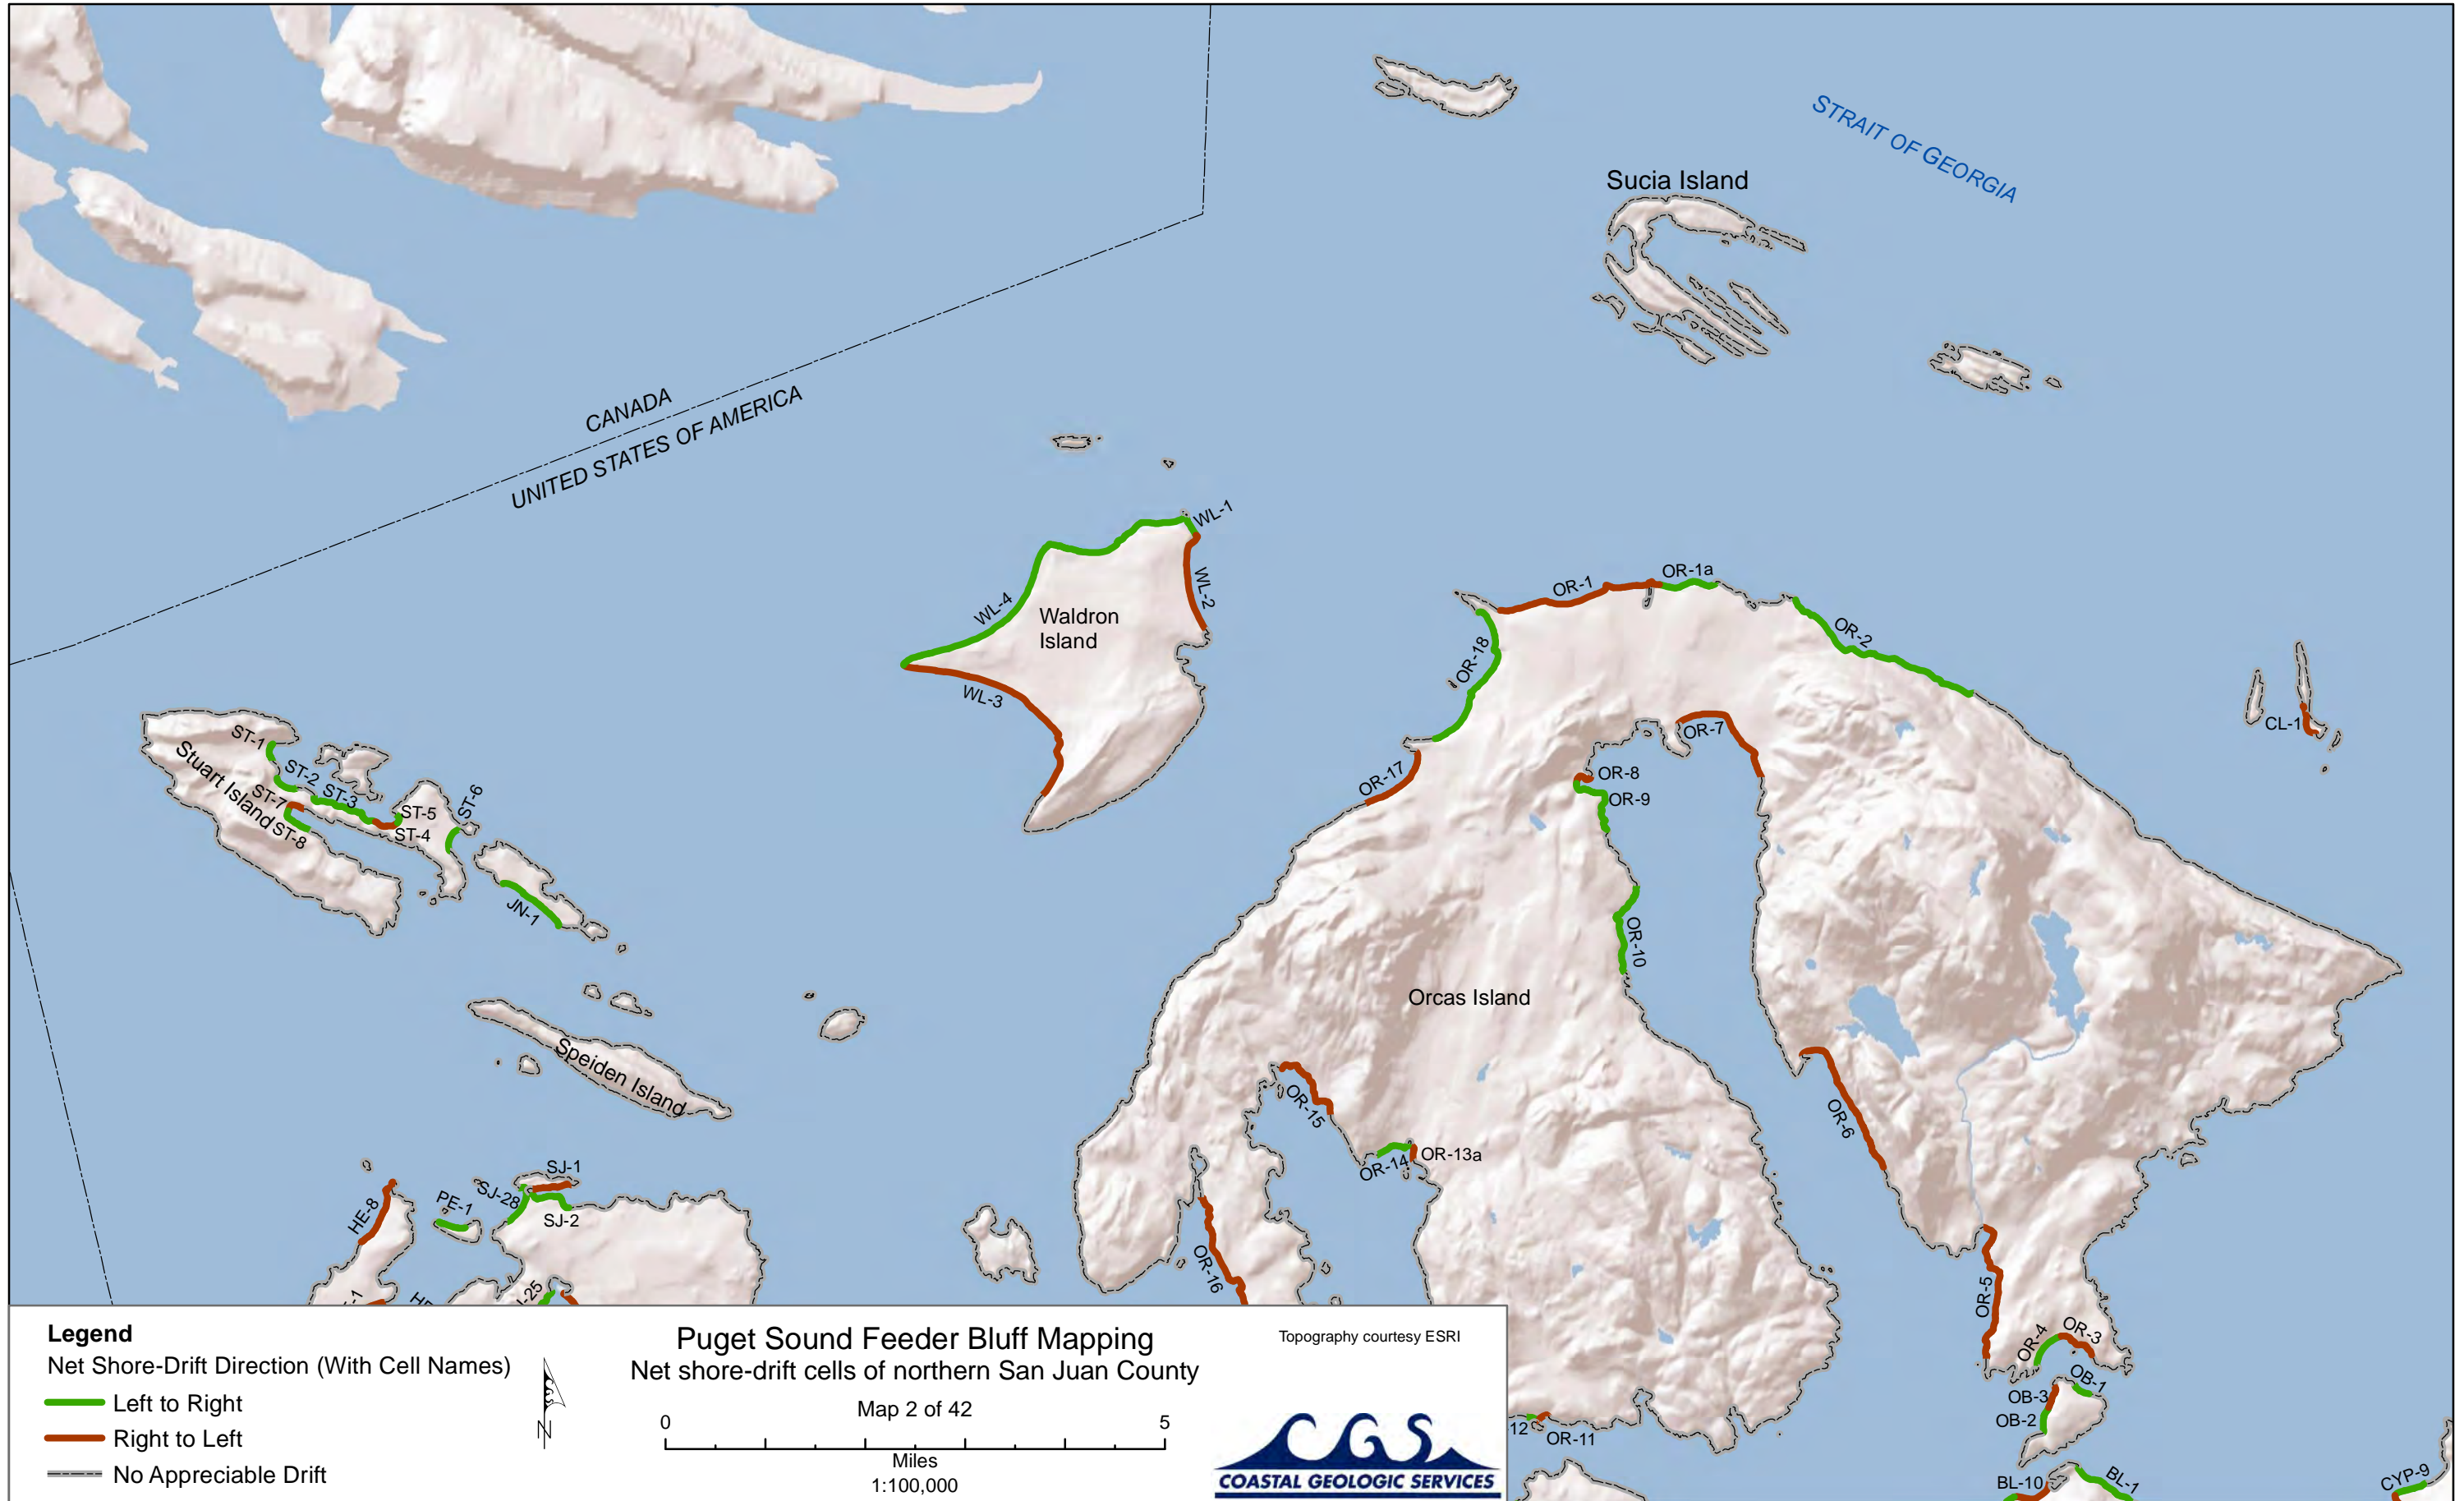 STRAIT OF GEORGIA
Sucia Island
CANADA
UNITED STATES OF AMERICA
WL-1
WL-2
WL-4
Waldron
Island
WL-3
OR-1
OR-1a
OR-2
OR-18
OR-17
OR-7
OR-8
OR-9
OR-10
CL-1
ST-1
ST-2
ST-3
ST-5
ST-6
ST-7
ST-4
ST-8
Stuart Island
JN-1
Orcas Island
Speiden Island
OR-15
OR-14
OR-13a
OR-6
OR-16
SJ-1
SJ-28
SJ-2
PE-1
HE-8
OR-5
OR-4
OR-3
OB-1
OB-3
OB-2
12
OR-11
BL-10
BL-1
CYP-9
Legend
Net Shore-Drift Direction (With Cell Names)
Left to Right
Right to Left
No Appreciable Drift
N
Puget Sound Feeder Bluff Mapping
Net shore-drift cells of northern San Juan County
Map 2 of 42
0 5
Miles
1:100,000
Topography courtesy ESRI
CGS
COASTAL GEOLOGIC SERVICES